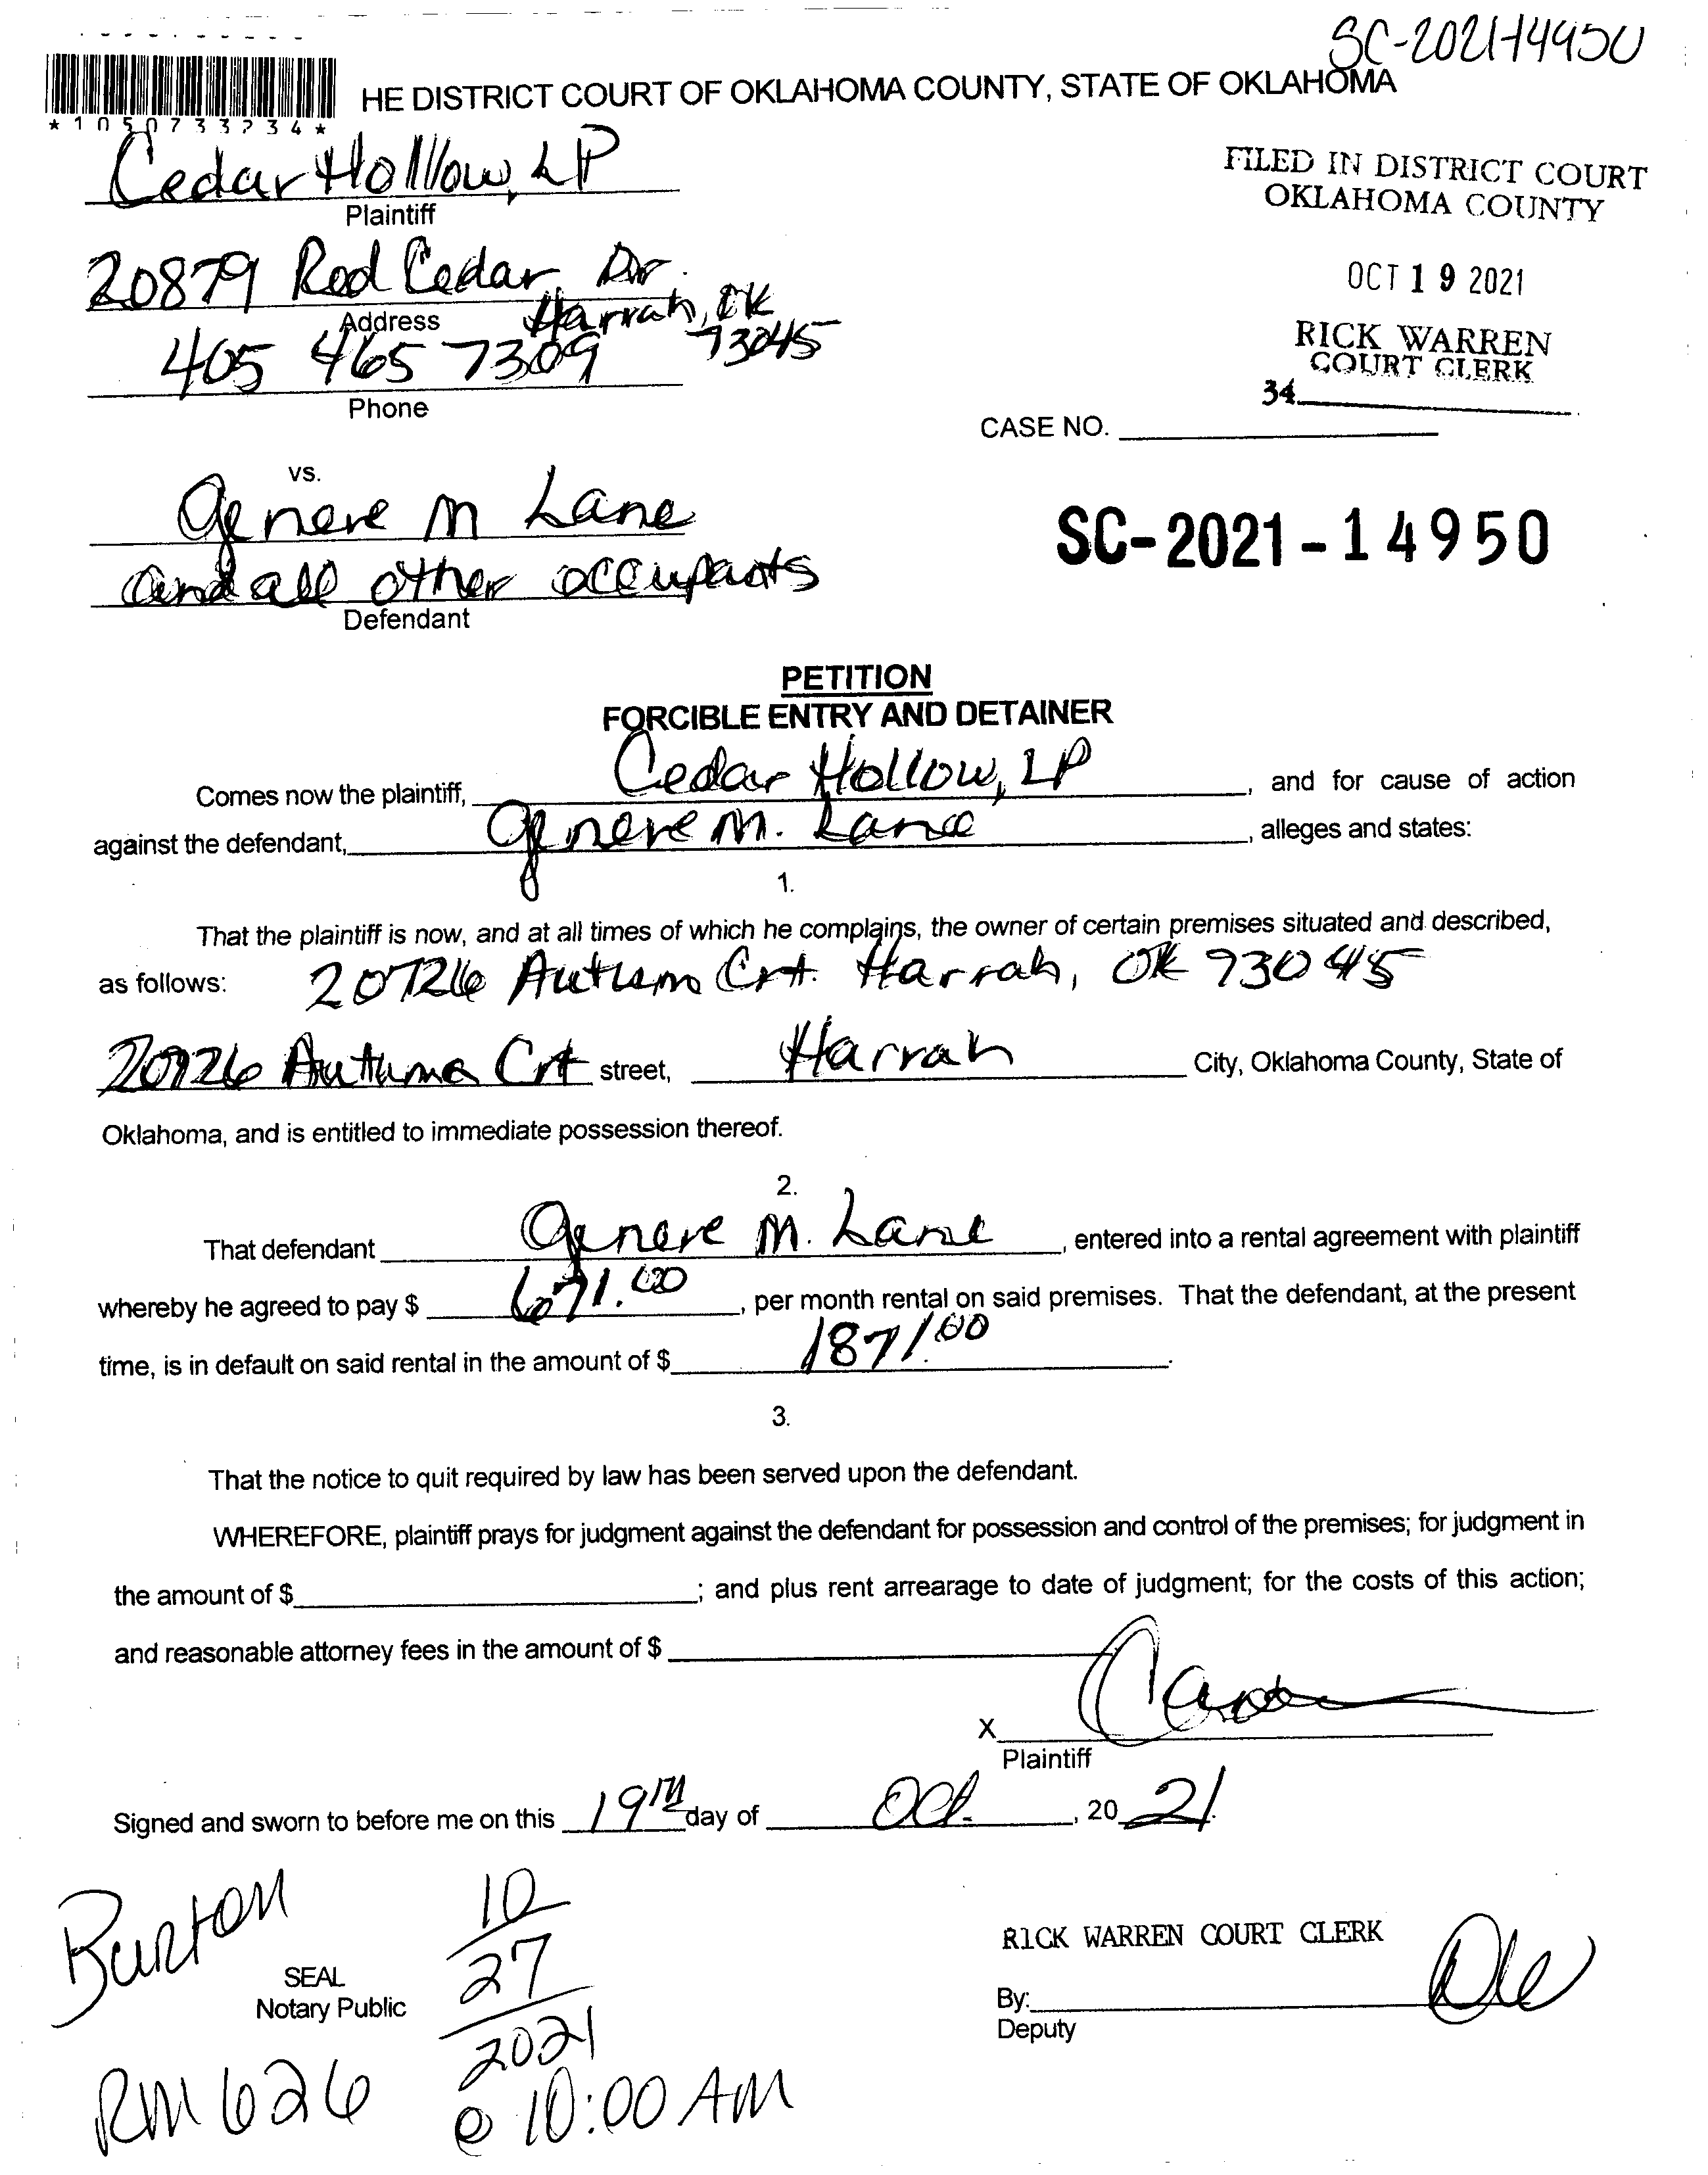 SC-2021-14950
HE DISTRICT COURT OF OKLAHOMA COUNTY, STATE OF OKLAHOMA
*1050733234*
Cedar Hollow, LP
Plaintiff
FILED IN DISTRICT COURT
OKLAHOMA COUNTY
20879 Red Cedar Dr.
Harrah, OK
73045
Address
OCT 19 2021
405 465 7309
Phone
RICK WARREN
COURT CLERK
34
CASE NO.
vs.
Genere M Lane
and all other occupants
Defendant
SC-2021-14950
PETITION
FORCIBLE ENTRY AND DETAINER
Comes now the plaintiff, Cedar Hollow, LP, and for cause of action
against the defendant, Genere M. Lane, alleges and states:
1.
That the plaintiff is now, and at all times of which he complains, the owner of certain premises situated and described,
as follows: 20726 Autumn Crt. Harrah, OK 73045
20726 Autumn Crt street, Harrah City, Oklahoma County, State of
Oklahoma, and is entitled to immediate possession thereof.
2.
That defendant Genere M. Lane, entered into a rental agreement with plaintiff
whereby he agreed to pay $ 671.00, per month rental on said premises. That the defendant, at the present
time, is in default on said rental in the amount of $ 1871.00.
3.
That the notice to quit required by law has been served upon the defendant.
WHEREFORE, plaintiff prays for judgment against the defendant for possession and control of the premises; for judgment in
the amount of $; and plus rent arrearage to date of judgment; for the costs of this action;
and reasonable attorney fees in the amount of $
X
Plaintiff
Signed and sworn to before me on this 19TH day of Oct., 20 21.
Burton
10
27
2021
SEAL
Notary Public
RICK WARREN COURT CLERK
By:
Deputy
RM 626
@ 10:00 AM